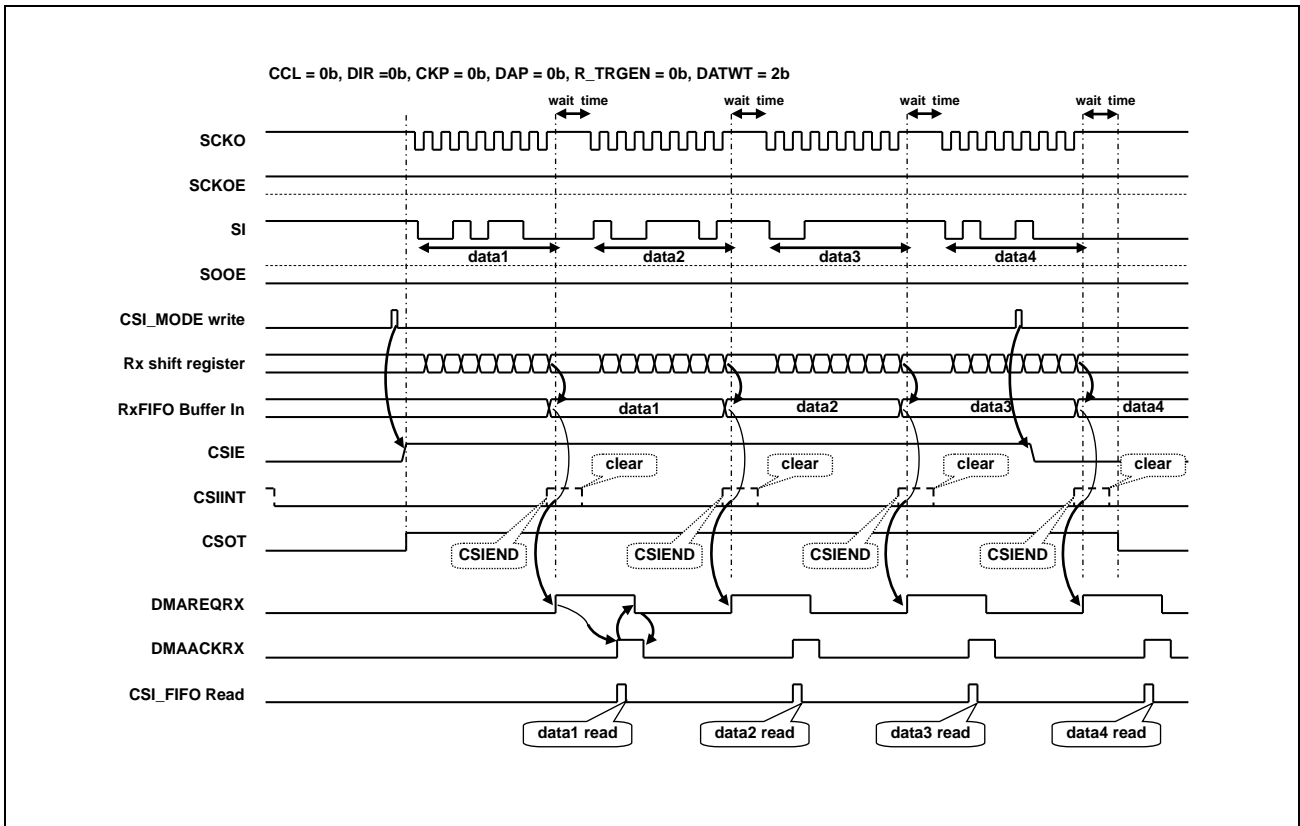 CCL = 0b, DIR =0b, CKP = 0b, DAP = 0b, R_TRGEN = 0b, DATWT = 2b
wait time wait time wait time wait time
SCKO
SCKOE
SI
data1 data2 data3 data4
SOOE
CSI_MODE write
Rx shift register
RxFIFO Buffer In data1 data2 data3 data4
CSIE
clear clear clear clear
CSIINT
CSOT
CSIEND CSIEND CSIEND CSIEND
DMAREQRX
DMAACKRX
CSI_FIFO Read
data1 read data2 read data3 read data4 read